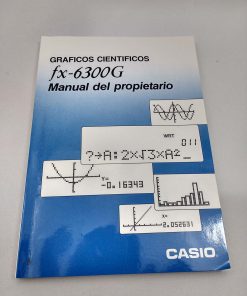 GRAFICOS CIENTIFICOS
fx-6300G
Manual del propietario
WRT
011
?→A:2×√3×A²_
Y=
-0.16343
X=
2.052631
CASIO